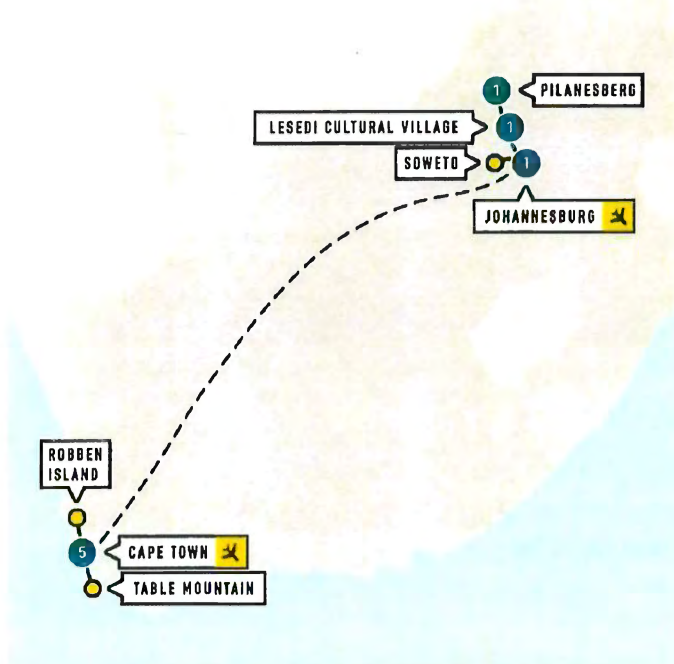 1
PILANESBERG
LESEDI CULTURAL VILLAGE
1
SOWETO
1
JOHANNESBURG
ROBBEN
ISLAND
5
CAPE TOWN
TABLE MOUNTAIN